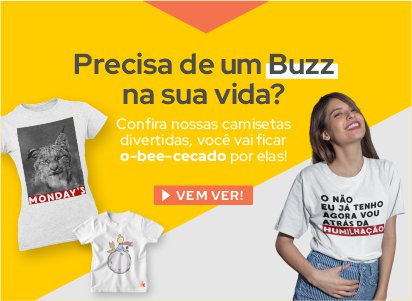 Precisa de um Buzz
na sua vida?
Confira nossas camisetas
divertidas, você vai ficar
o-bee-cecado por elas!
VEM VER!
MONDAY'S
O NÃO
EU JÁ TENHO
AGORA VOU
ATRÁS DA
HUMILHAÇÃO